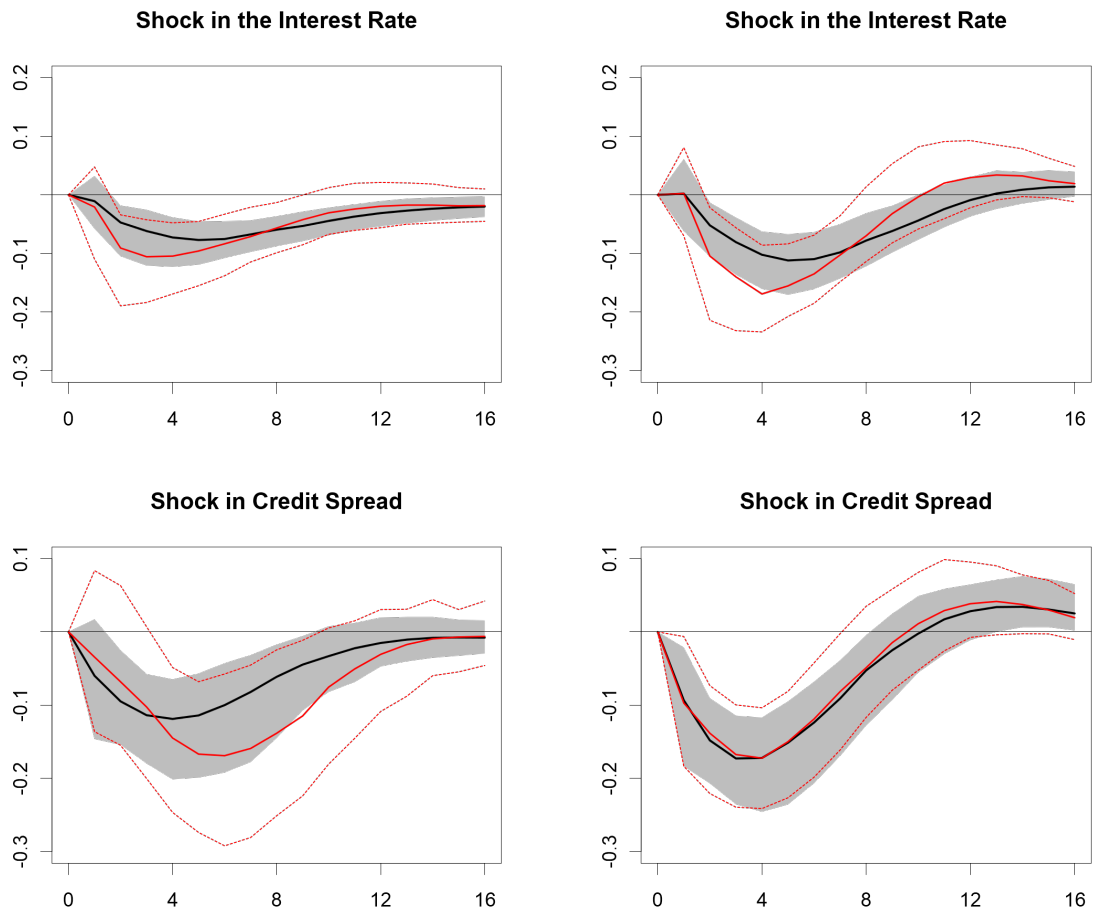 Shock in the Interest Rate
0.2
0.1
-0.1
-0.2
-0.3
0 4 8 12 16
Shock in the Interest Rate
0.2
0.1
-0.1
-0.2
-0.3
0 4 8 12 16
Shock in Credit Spread
0.1
-0.1
-0.2
-0.3
0 4 8 12 16
Shock in Credit Spread
0.1
-0.1
-0.2
-0.3
0 4 8 12 16